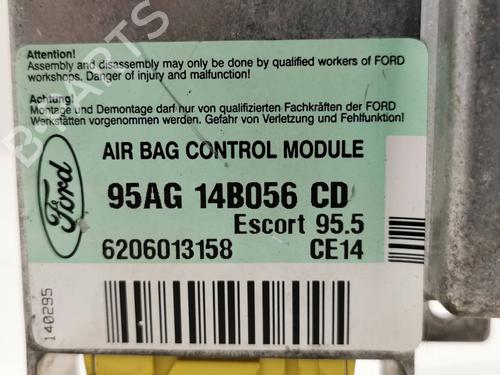 Attention!
Assembly and disassembly may only be done by qualified workers of FORD
workshops. Danger of injury and malfunction!
Achtung!
Montage und Demontage darf nur von qualifizierten Fachkräften der FORD
Werkstätten vorgenommen werden. Gefahr von Verletzung und Fehlfunktion!
AIR BAG CONTROL MODULE
Ford
95AG 14B056 CD
Escort 95.5
6206013158 CE14
140295
B-PARTS